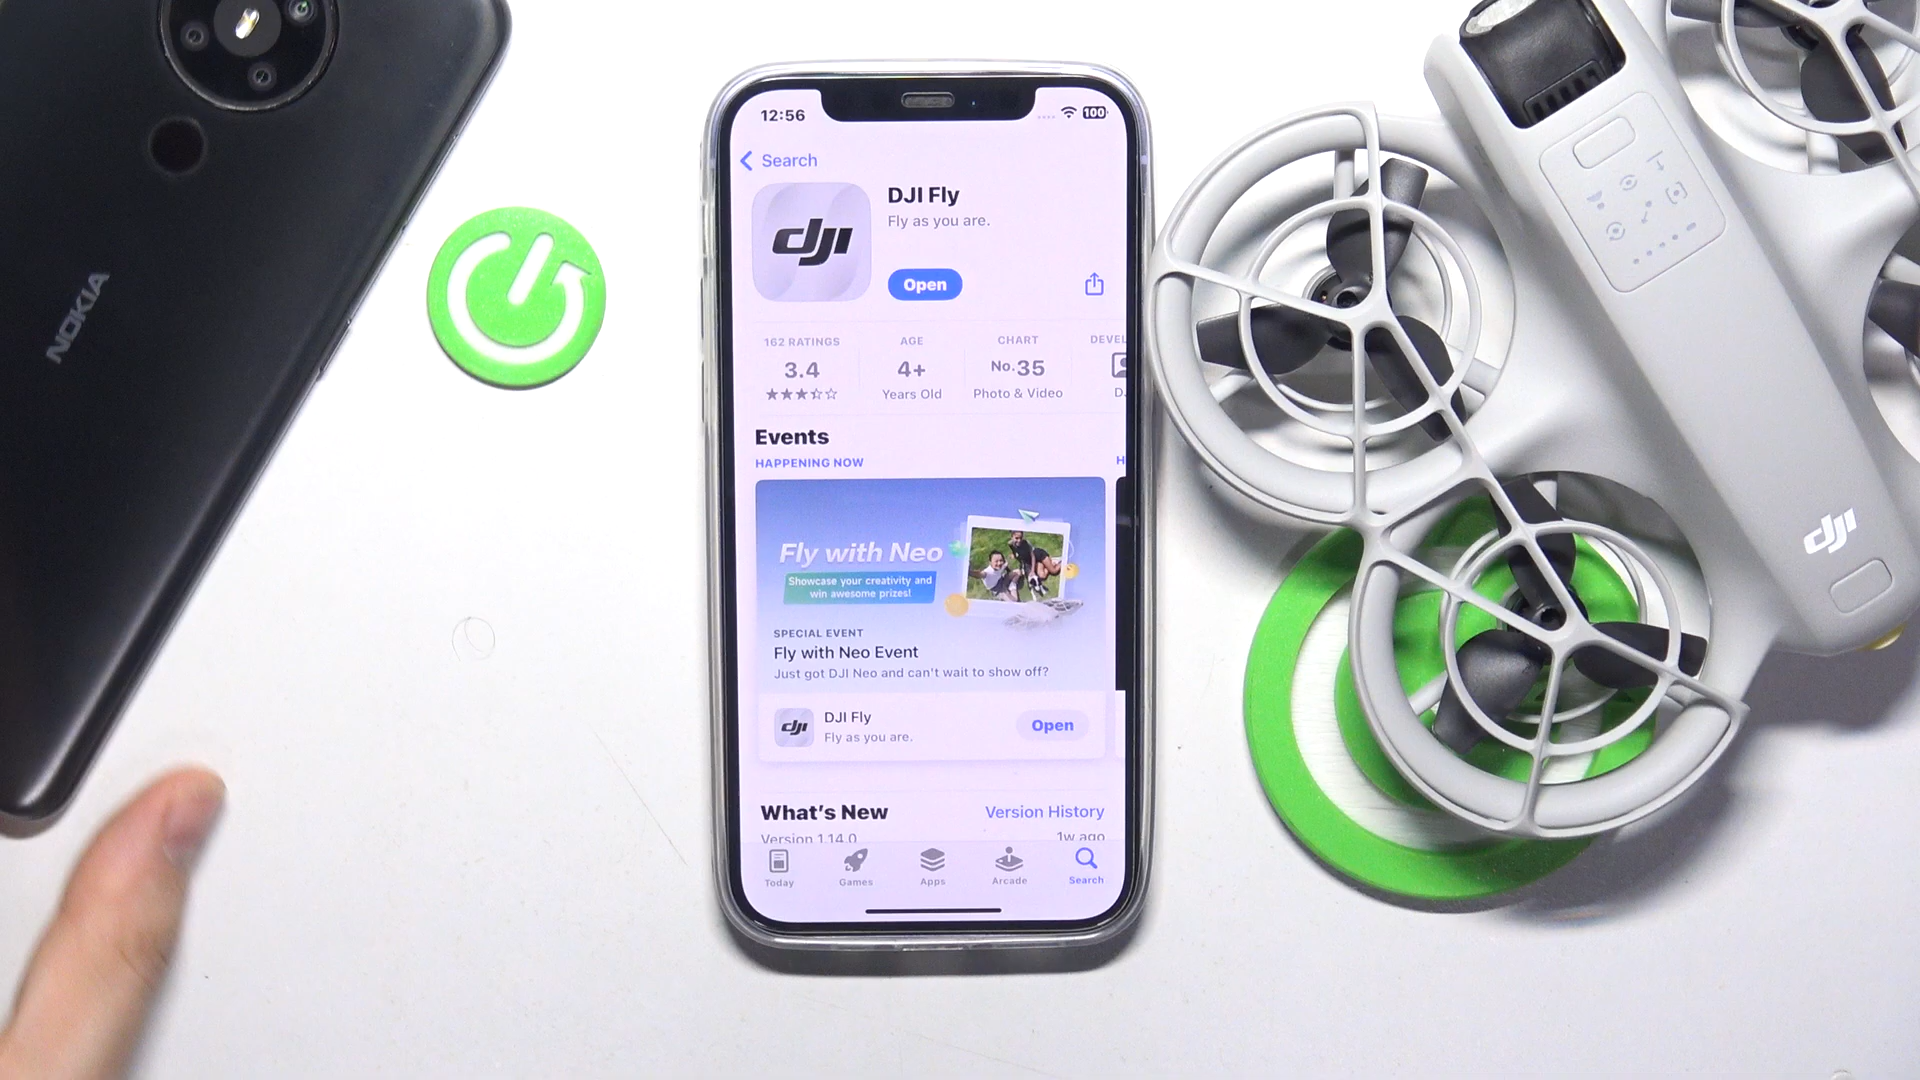 NOKIA
12:56
100
Search
dji
DJI Fly
Fly as you are.
Open
162 RATINGS
AGE
CHART
DEVEL
3.4
4+
No.35
Years Old
Photo & Video
D.
Events
HAPPENING NOW
H
Fly with Neo
Showcase your creativity and
win awesome prizes!
SPECIAL EVENT
Fly with Neo Event
Just got DJI Neo and can't wait to show off?
dji
DJI Fly
Fly as you are.
Open
What's New
Version History
Version 1.14.0
1w ago
Today
Games
Apps
Arcade
Search
dji